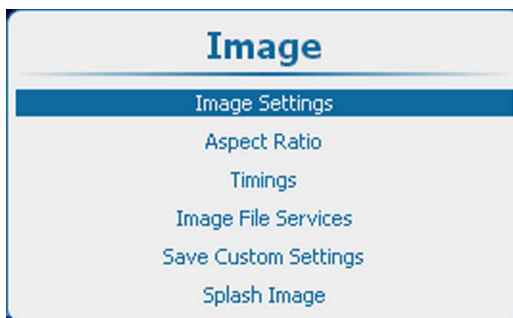 Image
Image Settings
Aspect Ratio
Timings
Image File Services
Save Custom Settings
Splash Image